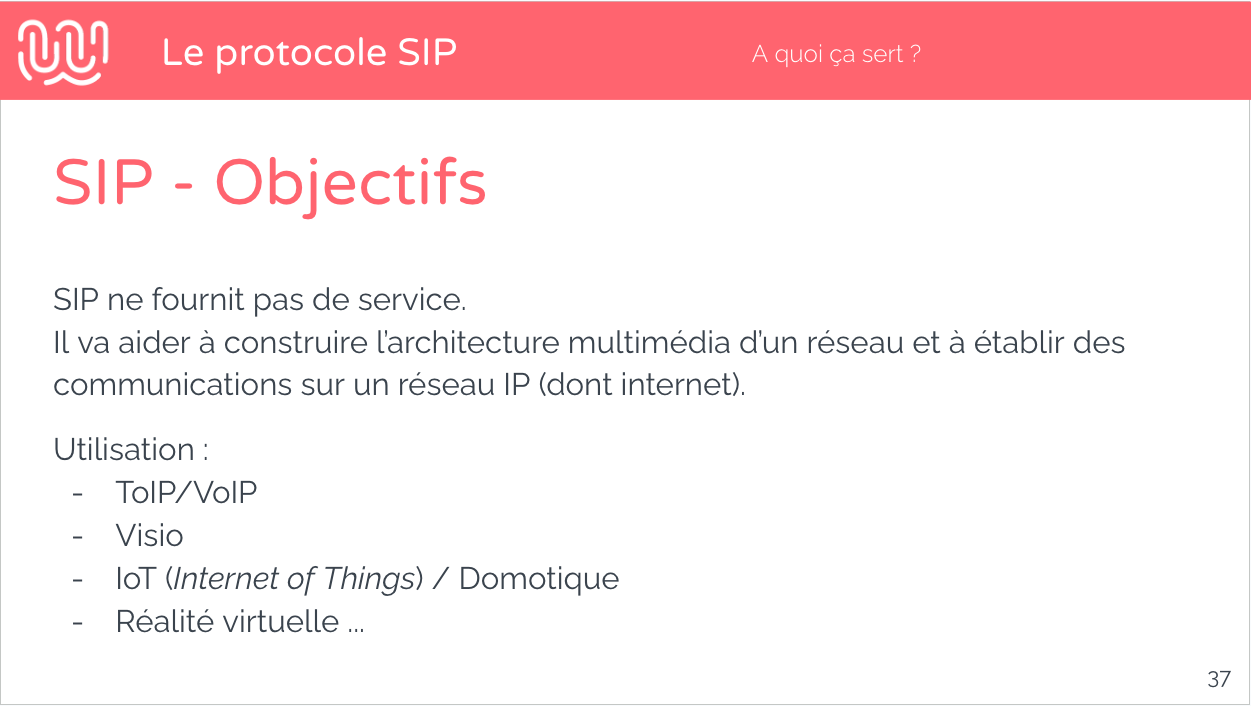 Le protocole SIP
A quoi ça sert ?
SIP - Objectifs
SIP ne fournit pas de service.
Il va aider à construire l’architecture multimédia d’un réseau et à établir des
communications sur un réseau IP (dont internet).
Utilisation :
- ToIP/VoIP
- Visio
- IoT (Internet of Things) / Domotique
- Réalité virtuelle ...
37